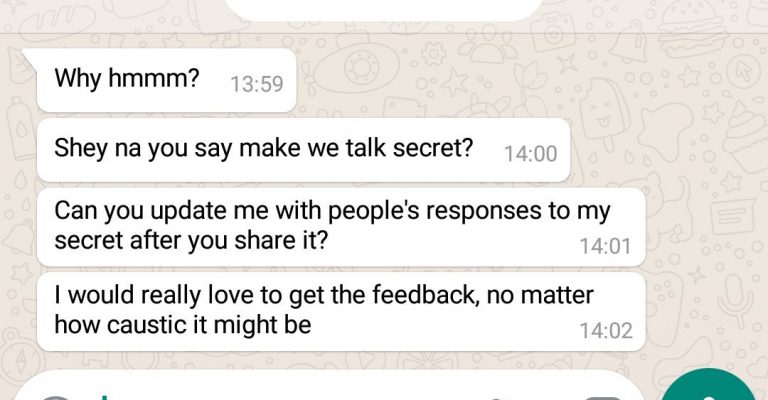 Why hmmm? 13:59
Shey na you say make we talk secret? 14:00
Can you update me with people's responses to my
secret after you share it? 14:01
I would really love to get the feedback, no matter
how caustic it might be 14:02